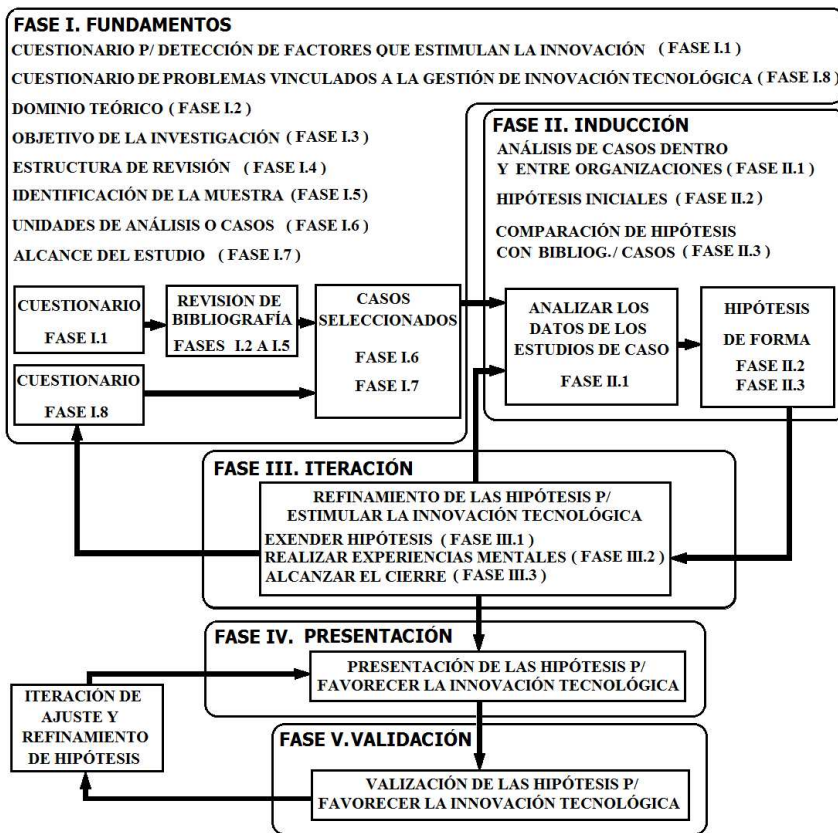 FASE I. FUNDAMENTOS
CUESTIONARIO P/ DETECCIÓN DE FACTORES QUE ESTIMULAN LA INNOVACIÓN ( FASE I.1 )
CUESTIONARIO DE PROBLEMAS VINCULADOS A LA GESTIÓN DE INNOVACIÓN TECNOLÓGICA ( FASE I.8 )
DOMINIO TEÓRICO ( FASE I.2 )
OBJETIVO DE LA INVESTIGACIÓN ( FASE I.3 )
ESTRUCTURA DE REVISIÓN ( FASE I.4 )
IDENTIFICACIÓN DE LA MUESTRA ( FASE I.5 )
UNIDADES DE ANÁLISIS O CASOS ( FASE I.6 )
ALCANCE DEL ESTUDIO ( FASE I.7 )
CUESTIONARIO
FASE I.1
REVISION DE
BIBLIOGRAFÍA
FASES I.2 A I.5
CASOS
SELECCIONADOS
FASE I.6
FASE I.7
CUESTIONARIO
FASE I.8
FASE II. INDUCCIÓN
ANÁLISIS DE CASOS DENTRO
Y ENTRE ORGANIZACIONES ( FASE II.1 )
HIPÓTESIS INICIALES ( FASE II.2 )
COMPARACIÓN DE HIPÓTESIS
CON BIBLIOG./ CASOS ( FASE II.3 )
ANALIZAR LOS
DATOS DE LOS
ESTUDIOS DE CASO
FASE II.1
HIPÓTESIS
DE FORMA
FASE II.2
FASE II.3
FASE III. ITERACIÓN
REFINAMIENTO DE LAS HIPÓTESIS P/
ESTIMULAR LA INNOVACIÓN TECNOLÓGICA
EXENDER HIPÓTESIS ( FASE III.1 )
REALIZAR EXPERIENCIAS MENTALES ( FASE III.2 )
ALCANZAR EL CIERRE ( FASE III.3 )
FASE IV. PRESENTACIÓN
PRESENTACIÓN DE LAS HIPÓTESIS P/
FAVORECER LA INNOVACIÓN TECNOLÓGICA
ITERACIÓN DE
AJUSTE Y
REFINAMIENTO
DE HIPÓTESIS
FASE V.VALIDACIÓN
VALIZACIÓN DE LAS HIPÓTESIS P/
FAVORECER LA INNOVACIÓN TECNOLÓGICA